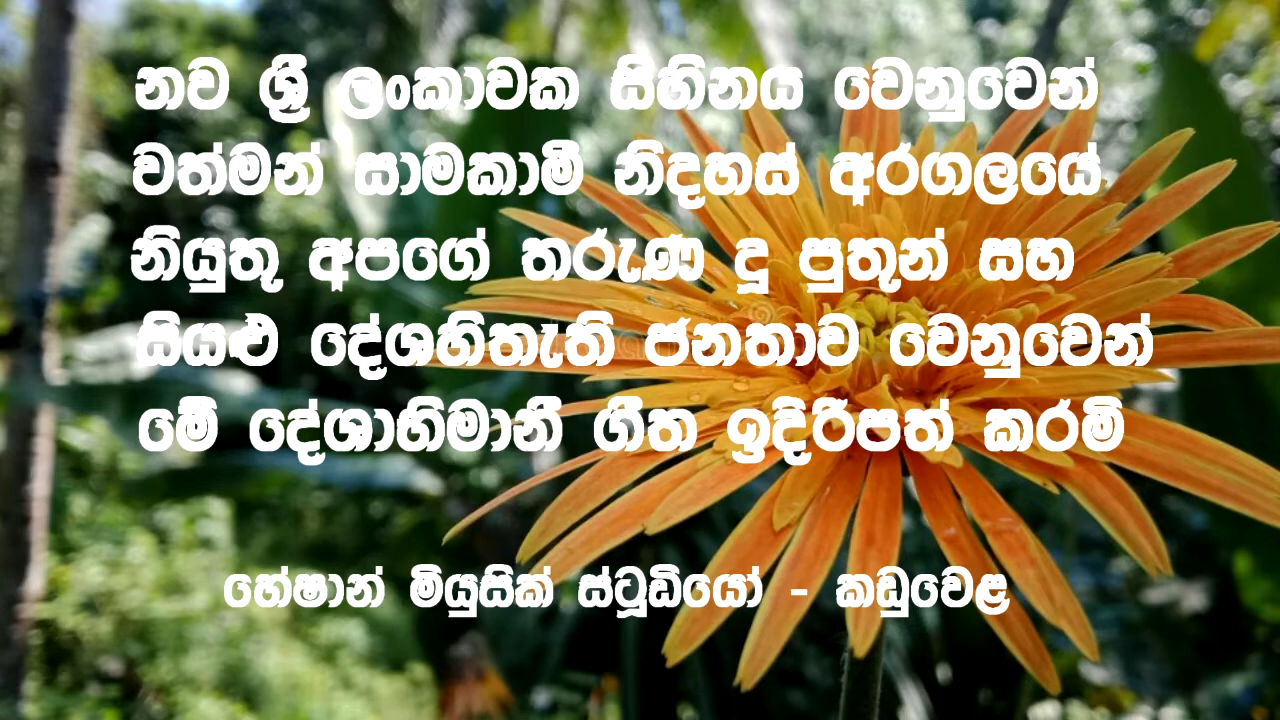 නව ශ්‍රී ලංකාවක සිහිනය වෙනුවෙන්
වත්මන් සාමකාමී නිදහස් අරගලයේ
නියුතු අපගේ තරුණ දූ පුතුන් සහ
සියළු දේශහිතැති ජනතාව වෙනුවෙන්
මේ දේශාභිමානී ගීත ඉදිරිපත් කරමි
හේෂාන් මියුසික් ස්ටූඩියෝ - කඩුවෙළ